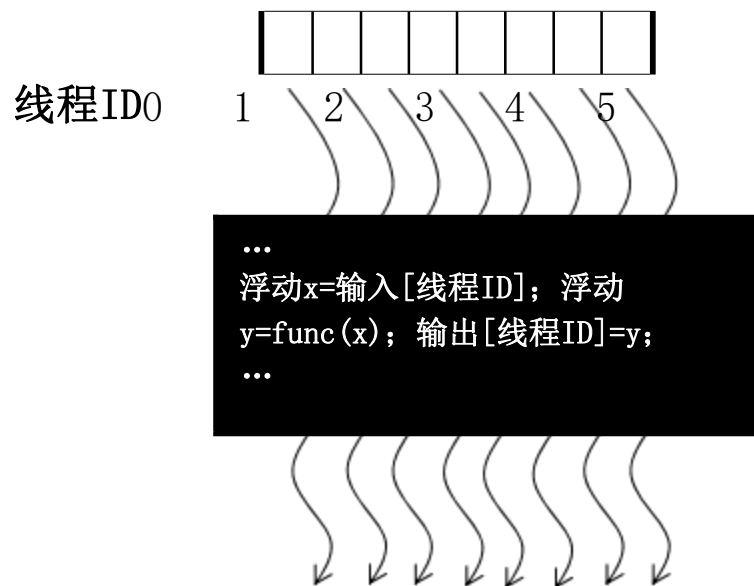 线程ID0 1 2 3 4 5
…
浮动x=输入[线程ID]; 浮动
y=func(x); 输出[线程ID]=y;
…